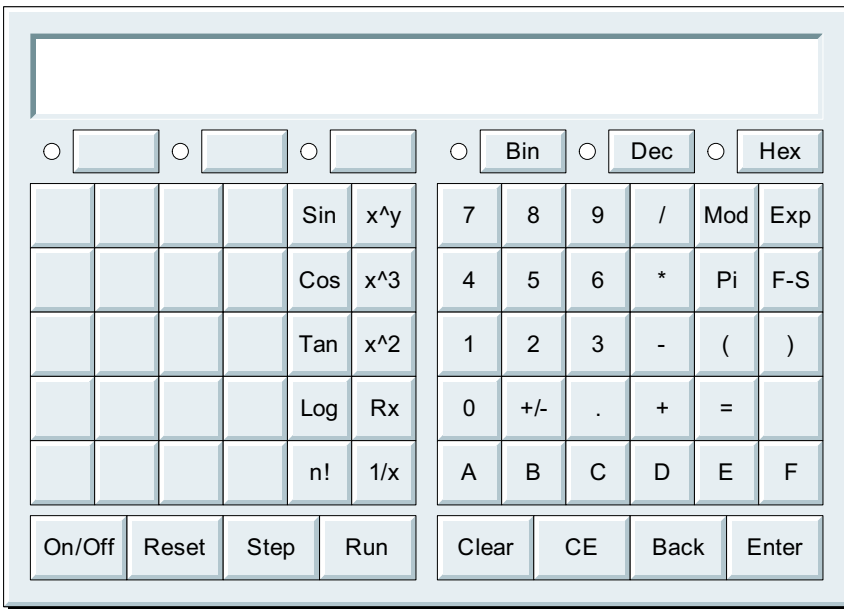 Bin Dec Hex
Sin x^y 7 8 9 / Mod Exp
Cos x^3 4 5 6 * Pi F-S
Tan x^2 1 2 3 - ( )
Log Rx 0 +/- . + =
n! 1/x A B C D E F
On/Off Reset Step Run Clear CE Back Enter